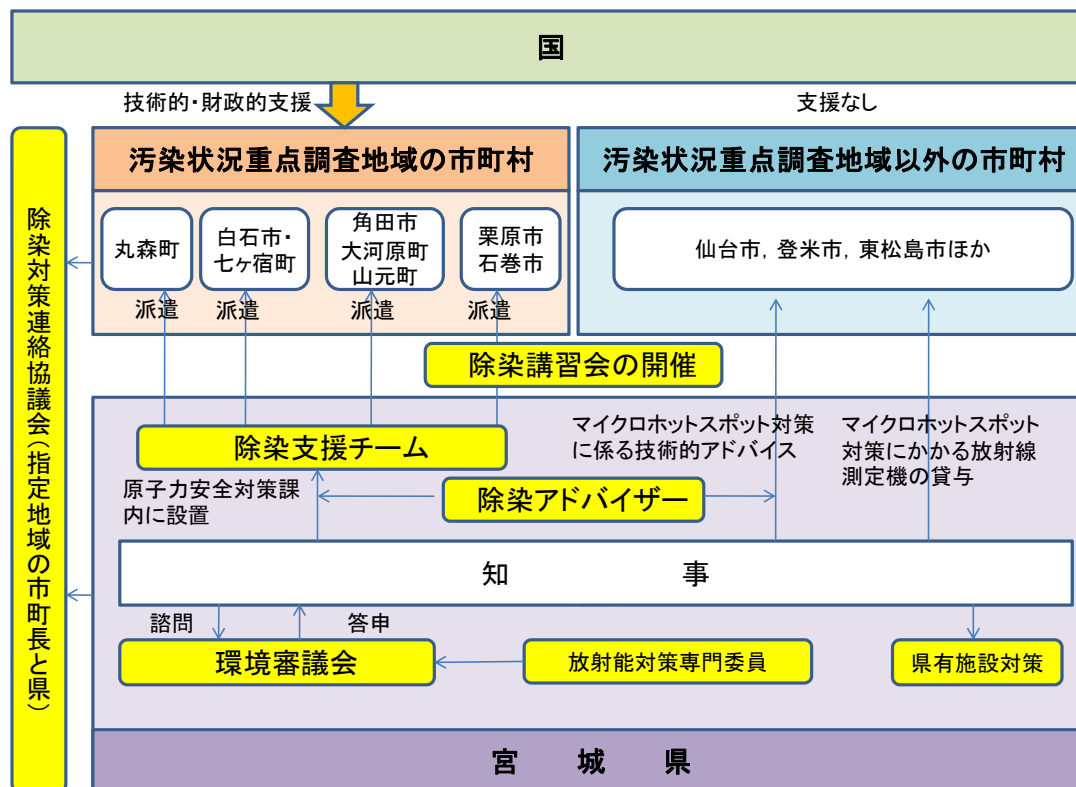 国
技術的・財政的支援
支援なし
除染対策連絡協議会(指定地域の市町長と県)
汚染状況重点調査地域の市町村
汚染状況重点調査地域以外の市町村
丸森町
白石市・
七ヶ宿町
角田市
大河原町
山元町
栗原市
石巻市
仙台市，登米市，東松島市ほか
派遣
派遣
派遣
派遣
除染講習会の開催
除染支援チーム
マイクロホットスポット対策
に係る技術的アドバイス
マイクロホットスポット
対策にかかる放射線
測定機の貸与
原子力安全対策課
内に設置
除染アドバイザー
知 事
諮問
答申
環境審議会
放射能対策専門委員
県有施設対策
宮 城 県